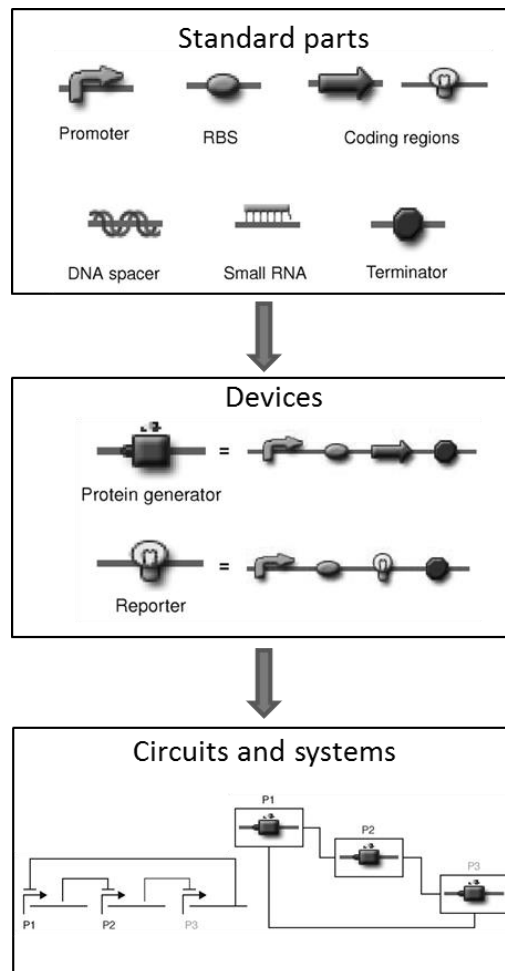 Standard parts
Promoter RBS Coding regions
DNA spacer Small RNA Terminator
Devices
=
Protein generator
=
Reporter
Circuits and systems
P1
P2
P3
P1 P2 P3